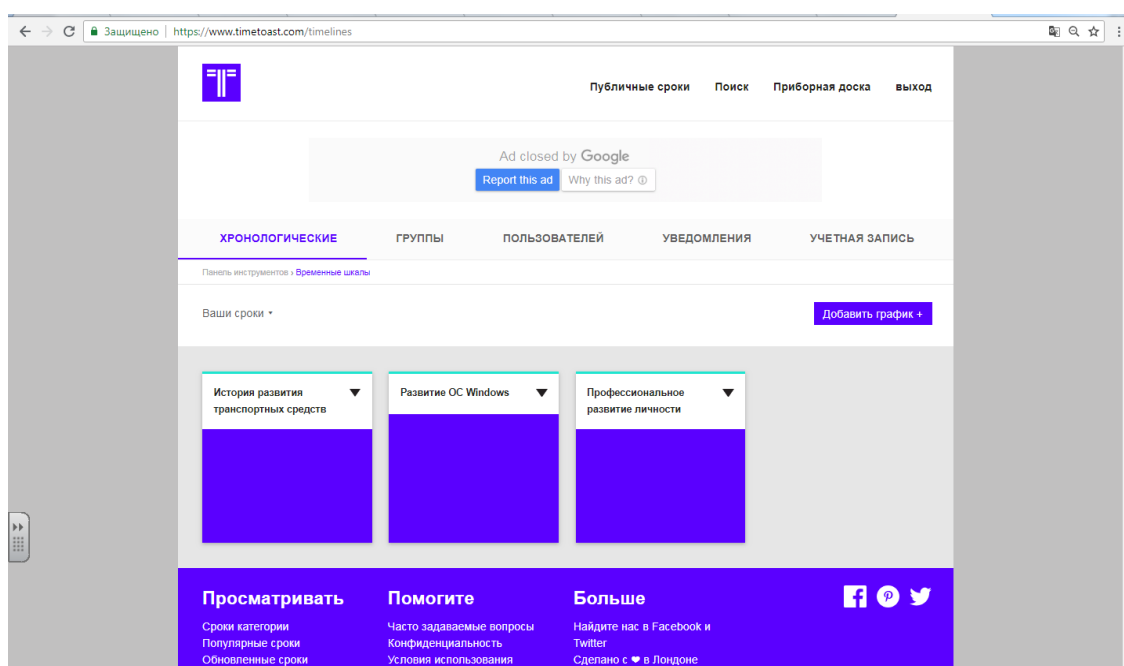 Защищено | https://www.timetoast.com/timelines
Публичные сроки Поиск Приборная доска выход
Ad closed by Google
Report this ad Why this ad?
ХРОНОЛОГИЧЕСКИЕ ГРУППЫ ПОЛЬЗОВАТЕЛЕЙ УВЕДОМЛЕНИЯ УЧЕТНАЯ ЗАПИСЬ
Панель инструментов › Временные шкалы
Ваши сроки Добавить график +
История развития
транспортных средств
Развитие ОС Windows
Профессиональное
развитие личности
Просматривать
Сроки категории
Популярные сроки
Обновленные сроки
Помогите
Часто задаваемые вопросы
Конфиденциальность
Условия использования
Больше
Найдите нас в Facebook и
Twitter
Сделано с ❤ в Лондоне